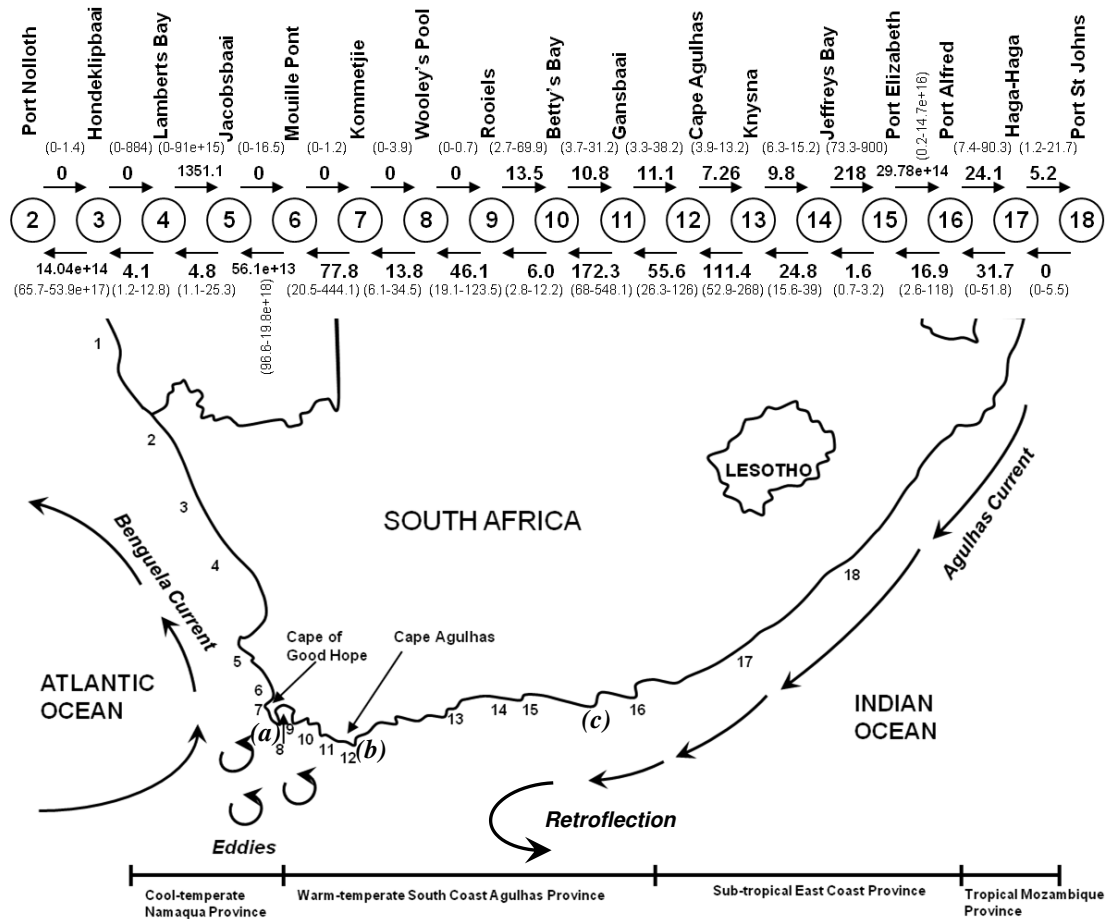 Port Nolloth
Hondeklipbaai
Lamberts Bay
Jacobsbaai
Mouille Pont
Kommetjie
Wooley's Pool
Rooiels
Betty's Bay
Gansbaai
Cape Agulhas
Knysna
Jeffreys Bay
Port Elizabeth
(0.2-14.7e+16)
Port Alfred
Haga-Haga
Port St Johns
(0-1.4) (0-884) (0-91e+15) (0-16.5) (0-1.2) (0-3.9) (0-0.7) (2.7-69.9) (3.7-31.2) (3.3-38.2) (3.9-13.2) (6.3-15.2) (73.3-900) (7.4-90.3) (1.2-21.7)
0 0 1351.1 0 0 0 0 13.5 10.8 11.1 7.26 9.8 218 29.78e+14 24.1 5.2
2 3 4 5 6 7 8 9 10 11 12 13 14 15 16 17 18
14.04e+14 4.1 4.8 56.1e+13 77.8 13.8 46.1 6.0 172.3 55.6 111.4 24.8 1.6 16.9 31.7 0
(65.7-53.9e+17) (1.2-12.8) (1.1-25.3) (96.6-19.8e+18) (20.5-444.1) (6.1-34.5) (19.1-123.5) (2.8-12.2) (68-548.1) (26.3-126) (52.9-268) (15.6-39) (0.7-3.2) (2.6-118) (0-51.8) (0-5.5)
1
2
3
4
5
6
7
8
9
10
11
12
13
14
15
16
17
18
LESOTHO
SOUTH AFRICA
Benguela Current
Agulhas Current
Cape of
Good Hope
Cape Agulhas
ATLANTIC
OCEAN
INDIAN
OCEAN
(a)
(b)
(c)
Retroflection
Eddies
Cool-temperate
Namaqua Province
Warm-temperate South Coast Agulhas Province
Sub-tropical East Coast Province
Tropical Mozambique
Province